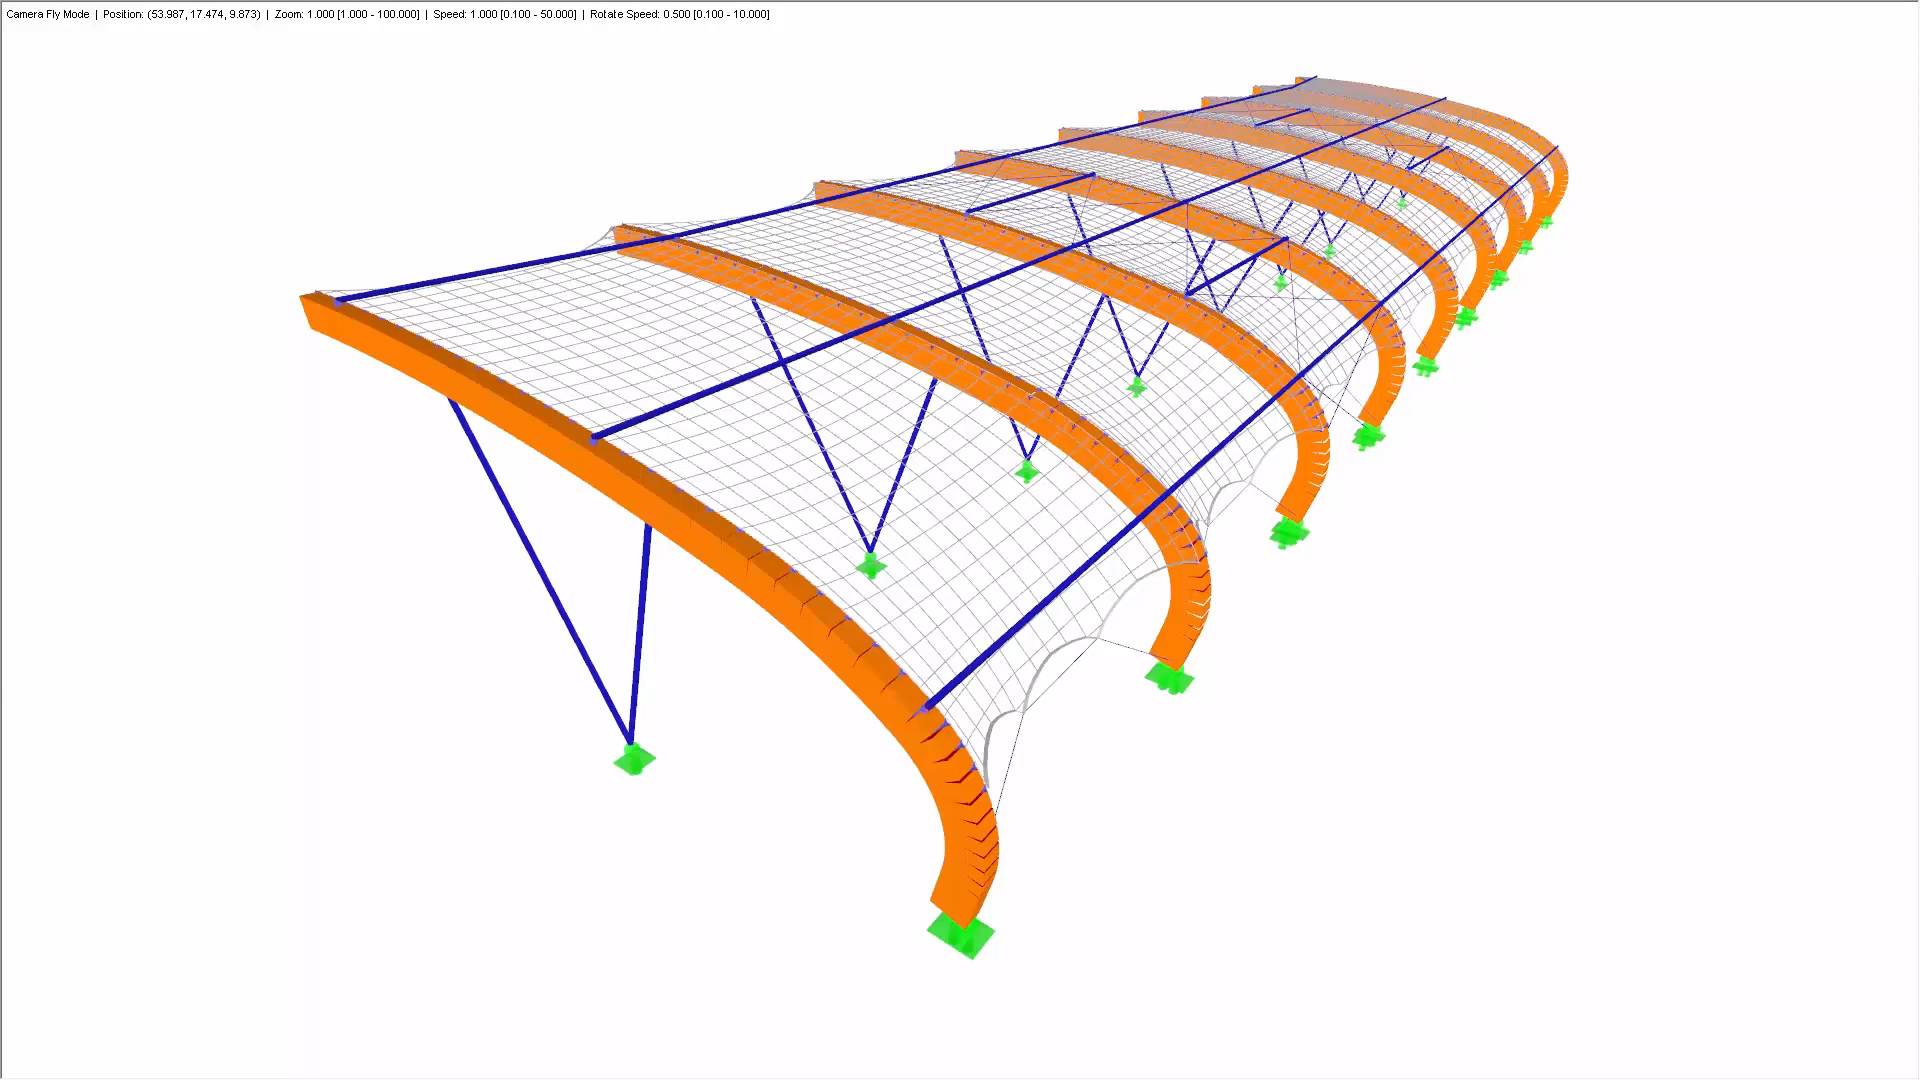 Camera Fly Mode | Position: (53.987, 17.474, 9.873) | Zoom: 1.000 [1.000 - 100.000] | Speed: 1.000 [0.100 - 50.000] | Rotate Speed: 0.500 [0.100 - 10.000]